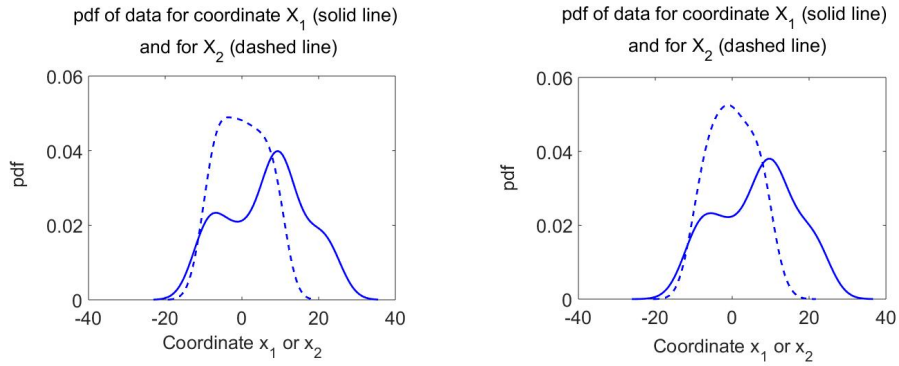 pdf of data for coordinate X1 (solid line)
and for X2 (dashed line)
0.06
0.04
0.02
0
pdf
-40 -20 0 20 40
Coordinate x1 or x2
pdf of data for coordinate X1 (solid line)
and for X2 (dashed line)
0.06
0.04
0.02
0
pdf
-40 -20 0 20 40
Coordinate x1 or x2